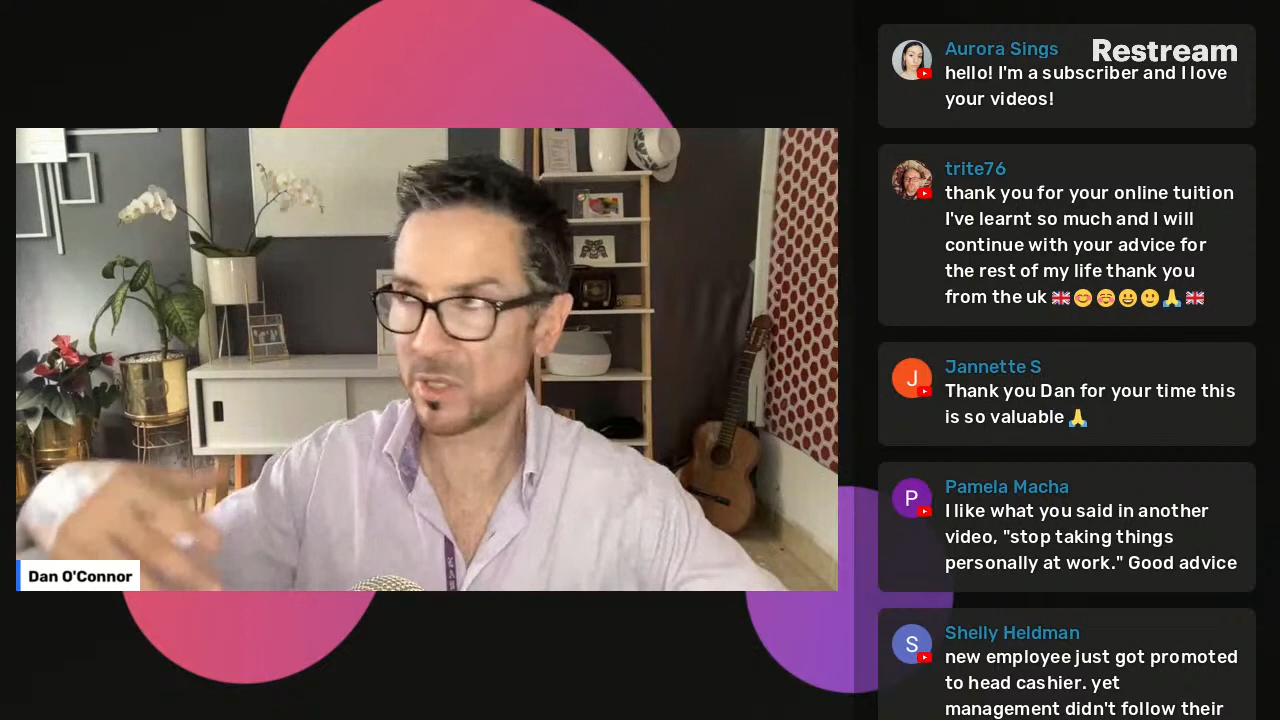 Aurora Sings
Restream
hello! I'm a subscriber and I love
your videos!
trite76
thank you for your online tuition
I've learnt so much and I will
continue with your advice for
the rest of my life thank you
from the uk 🇬🇧😊☺️😀🙂🙏🇬🇧
J
Jannette S
Thank you Dan for your time this
is so valuable 🙏
P
Pamela Macha
I like what you said in another
video, "stop taking things
personally at work." Good advice
S
Shelly Heldman
new employee just got promoted
to head cashier. yet
management didn't follow their
Dan O'Connor